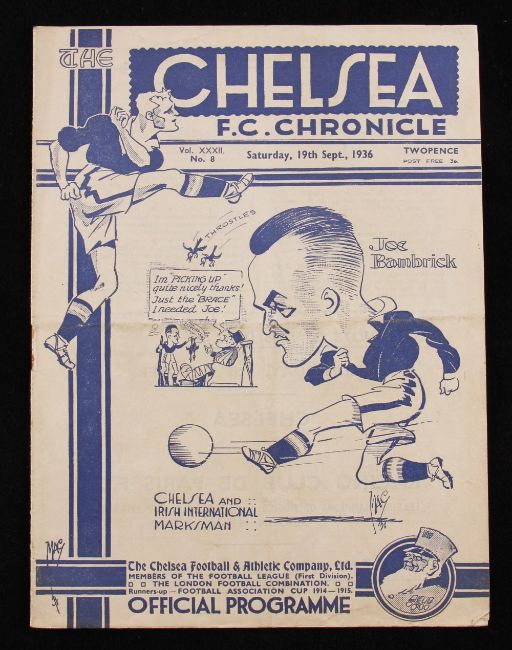 THE
CHELSEA
F.C. CHRONICLE
Vol. XXXII.
No. 8
Saturday, 19th Sept., 1936
TWOPENCE
POST FREE 3D.
THROSTLES
Joe
Bambrick
Im "PICKING UP"
quite nicely thanks!
Just the "BRACE"
I needed, Joe!
CHELSEA AND ::
IRISH INTERNATIONAL
MARKSMAN ::
MAC
MAC
The Chelsea Football & Athletic Company, Ltd.
MEMBERS OF THE FOOTBALL LEAGUE (First Division).
THE LONDON FOOTBALL COMBINATION.
Runners-up — FOOTBALL ASSOCIATION CUP 1914—1915.
OFFICIAL PROGRAMME